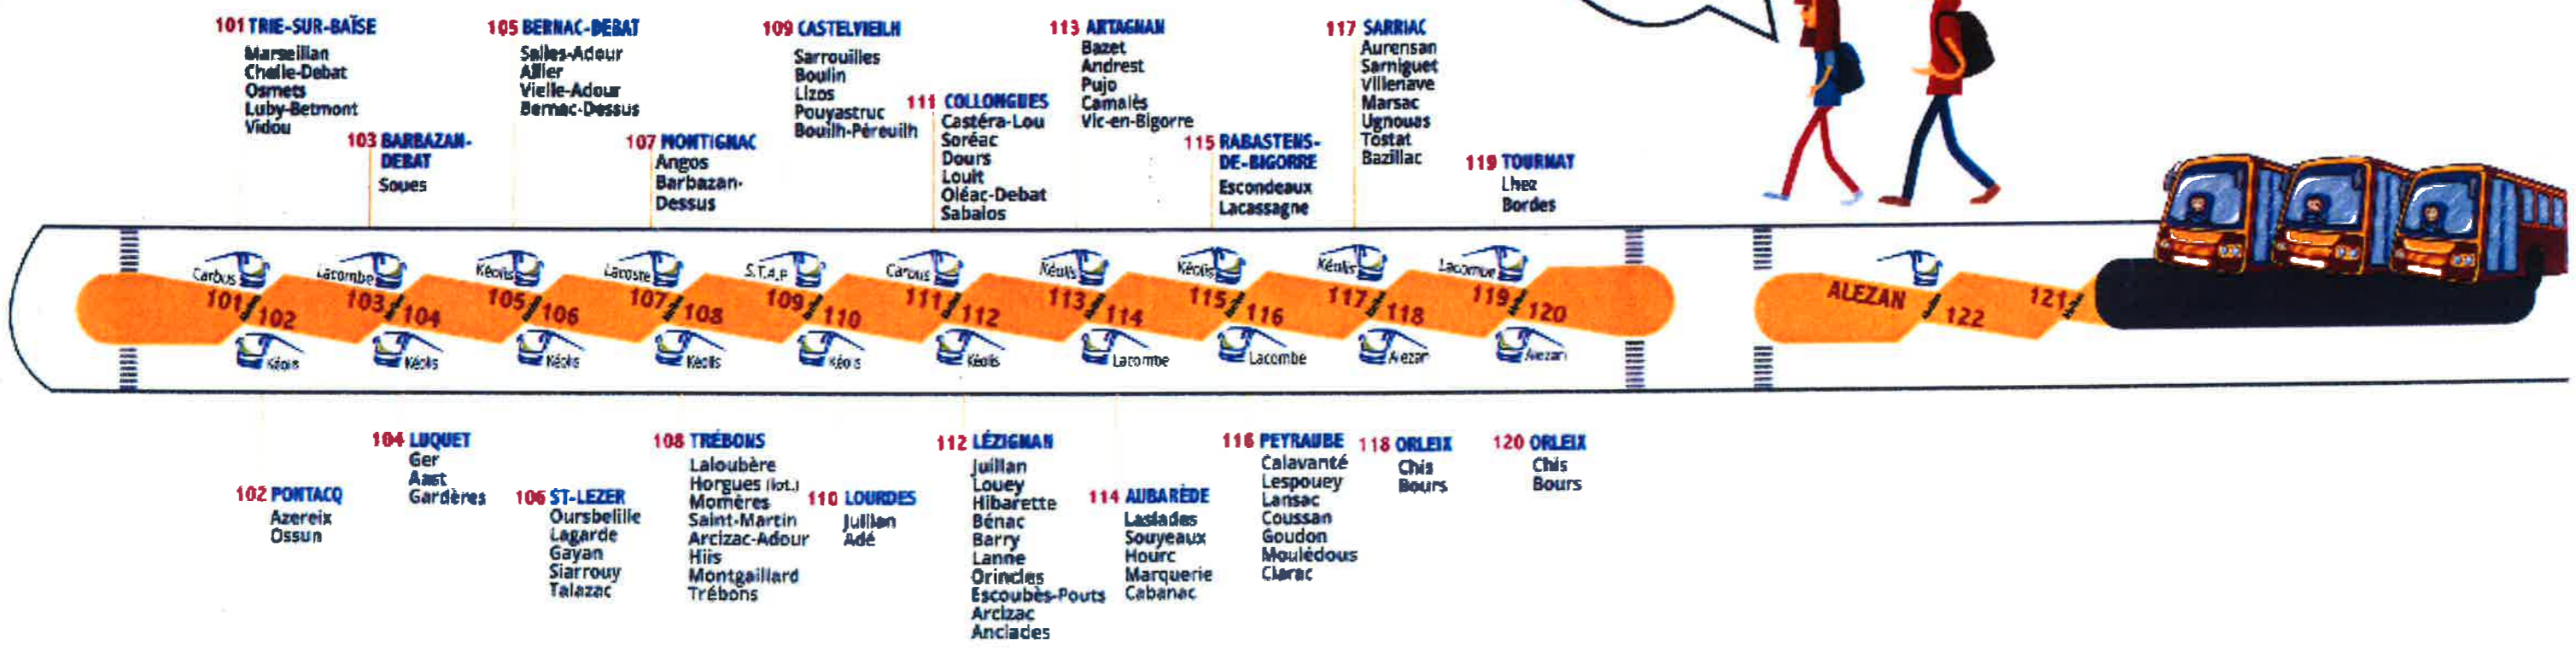 101 TRIE-SUR-BAÏSE
Marseillan
Chelle-Debat
Osmets
Luby-Betmont
Vidou
103 BARBAZAN-
DEBAT
Soues
105 BERNAC-DEBAT
Salles-Adour
Allier
Vielle-Adour
Bernac-Dessus
107 MONTIGNAC
Angos
Barbazan-
Dessus
109 CASTELVIEILH
Sarrouilles
Boulin
Lizos
Pouyastruc
Bouilh-Péreuilh
111 COLLONGUES
Castéra-Lou
Soréac
Dours
Louit
Oléac-Debat
Sabalos
113 ARTAGNAN
Bazet
Andrest
Pujo
Camalès
Vic-en-Bigorre
115 RABASTENS-
DE-BIGORRE
Escondeaux
Lacassagne
117 SARRIAC
Aurensan
Sarniguet
Villenave
Marsac
Ugnouas
Tostat
Bazillac
119 TOURNAY
Lhez
Bordes
Carbus
Lacombe
Kéolis
Lacoste
S.T.A.P.
Carbus
Kéolis
Kéolis
Kéolis
Lacombe
101
102
103
104
105
106
107
108
109
110
111
112
113
114
115
116
117
118
119
120
ALEZAN
122
121
Kéolis
Kéolis
Kéolis
Kéolis
Kéolis
Kéolis
Lacombe
Lacombe
Alezan
Alezan
102 PONTACQ
Azereix
Ossun
104 LUQUET
Ger
Aast
Gardères
106 ST-LEZER
Oursbelille
Lagarde
Gayan
Siarrouy
Talazac
108 TRÉBONS
Laloubère
Horgues (lot.)
Momères
Saint-Martin
Arcizac-Adour
Hiis
Montgaillard
Trébons
110 LOURDES
Juillan
Adé
112 LÉZIGNAN
Juillan
Louey
Hibarette
Bénac
Barry
Lanne
Orincles
Escoubès-Pouts
Arcizac
Anclades
114 AUBARÈDE
Laslades
Souyeaux
Hourc
Marquerie
Cabanac
116 PEYRAUBE
Calavanté
Lespouey
Lansac
Coussan
Goudon
Moulédous
Clarac
118 ORLEIX
Chis
Bours
120 ORLEIX
Chis
Bours